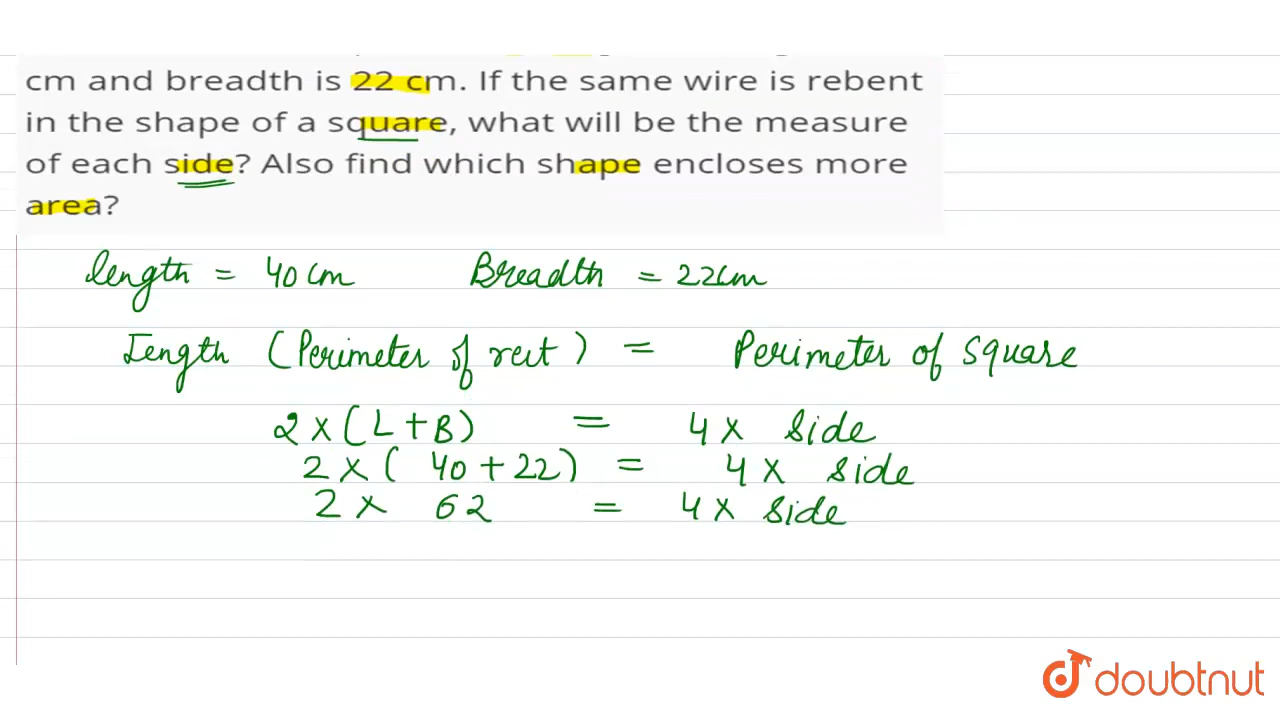 cm and breadth is 22 cm. If the same wire is rebent
in the shape of a square, what will be the measure
of each side? Also find which shape encloses more
area?
length = 40 cm Breadth = 22cm
Length (Perimeter of rect) = Perimeter of square
2 × (L+B) = 4 × side
2 × ( 40 + 22) = 4 × side
2 × 62 = 4 × side
doubtnut